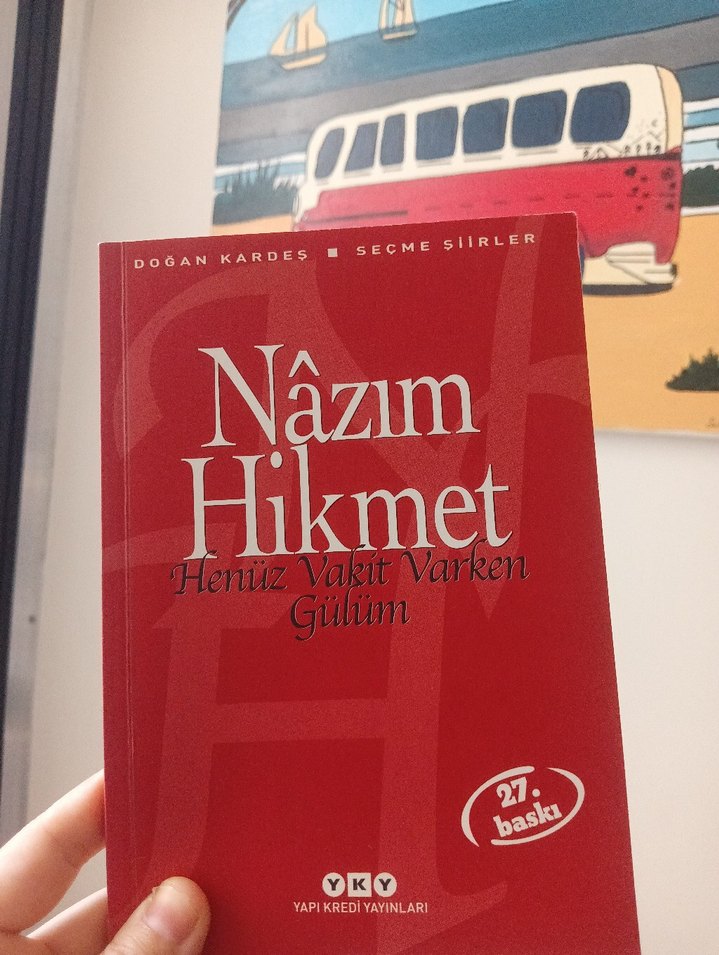 DOĞAN KARDEŞ ■ SEÇME ŞİİRLER
Nâzım
Hikmet
Henüz Vakit Varken
Gülüm
27.
baskı
YKY
YAPI KREDİ YAYINLARI